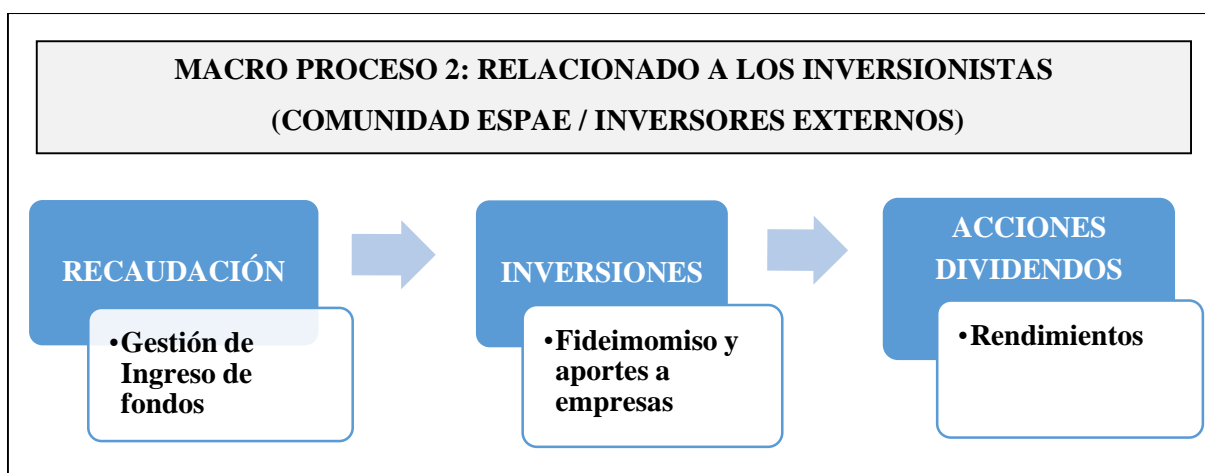 MACRO PROCESO 2: RELACIONADO A LOS INVERSIONISTAS
(COMUNIDAD ESPAE / INVERSORES EXTERNOS)
RECAUDACIÓN
•Gestión de
Ingreso de
fondos
INVERSIONES
•Fideimomiso y
aportes a
empresas
ACCIONES
DIVIDENDOS
•Rendimientos